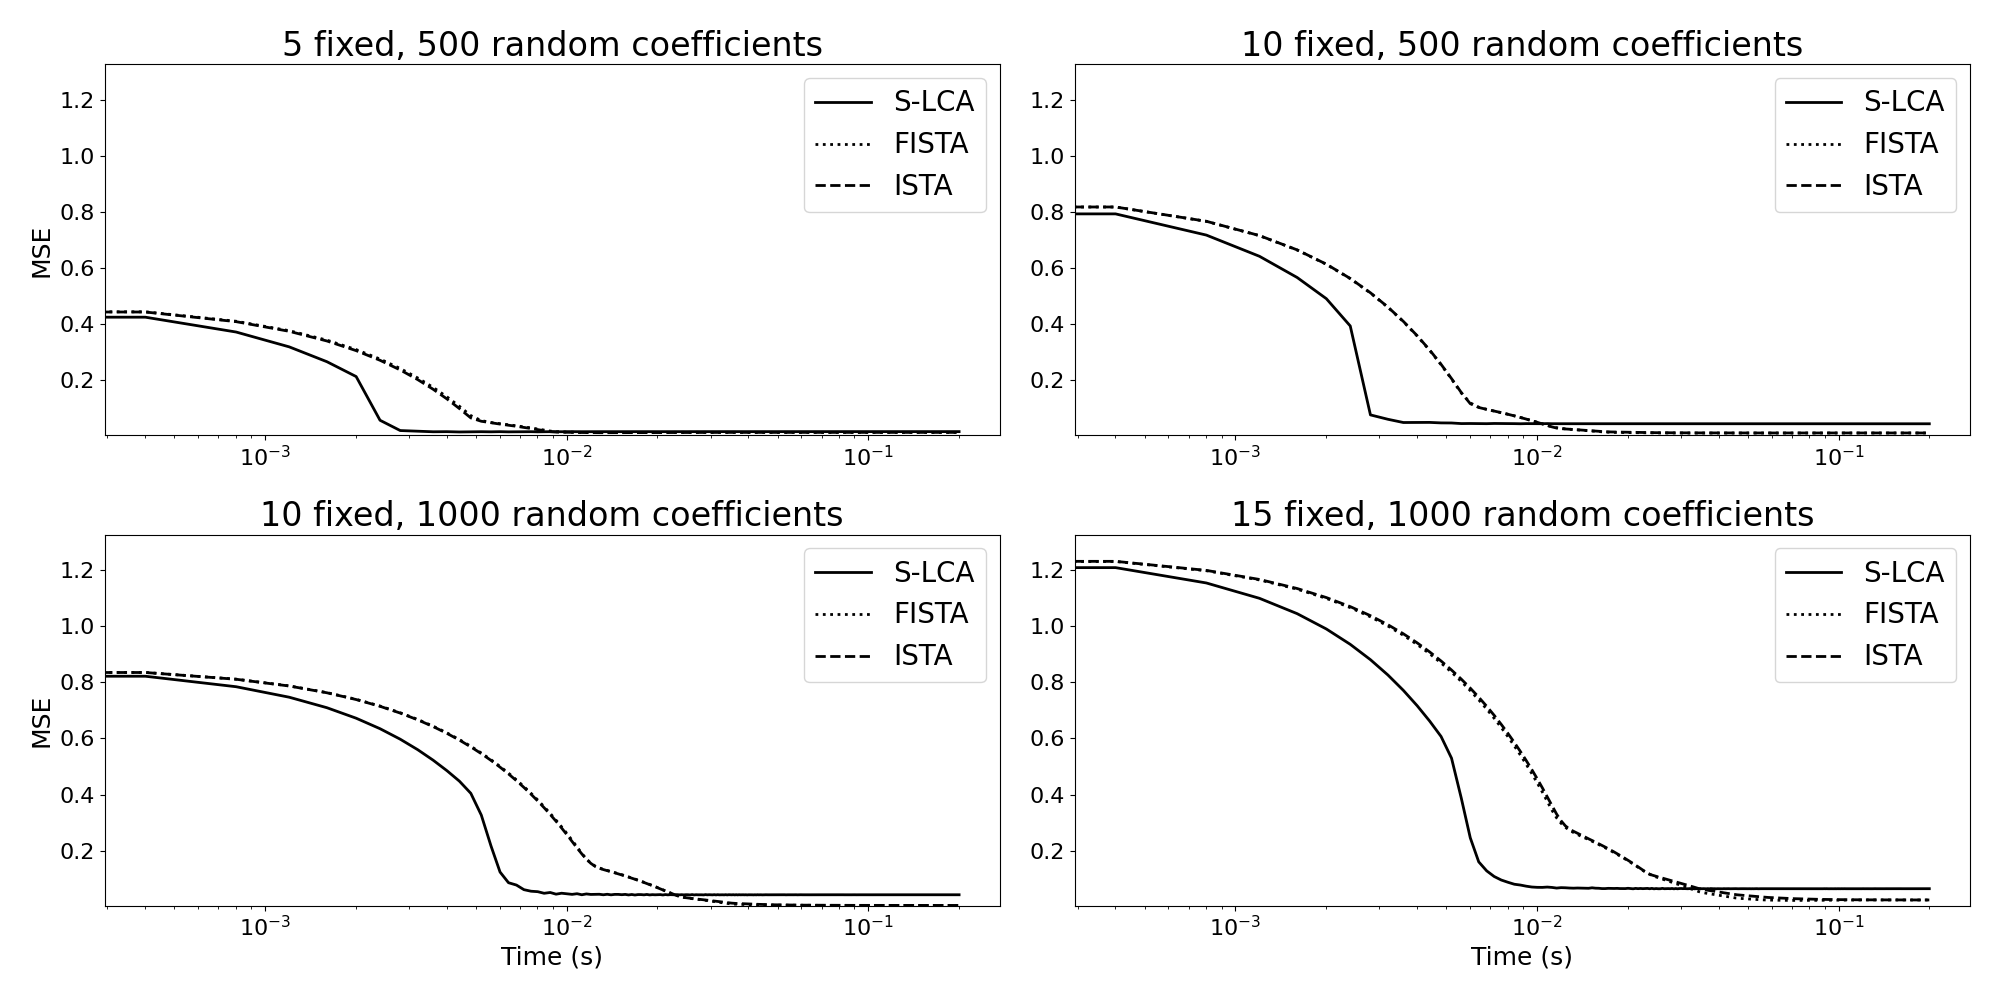 5 fixed, 500 random coefficients
MSE
1.2
1.0
0.8
0.6
0.4
0.2
10⁻³
10⁻²
10⁻¹
S-LCA
FISTA
ISTA
10 fixed, 500 random coefficients
1.2
1.0
0.8
0.6
0.4
0.2
10⁻³
10⁻²
10⁻¹
S-LCA
FISTA
ISTA
10 fixed, 1000 random coefficients
MSE
1.2
1.0
0.8
0.6
0.4
0.2
10⁻³
10⁻²
10⁻¹
Time (s)
S-LCA
FISTA
ISTA
15 fixed, 1000 random coefficients
1.2
1.0
0.8
0.6
0.4
0.2
10⁻³
10⁻²
10⁻¹
Time (s)
S-LCA
FISTA
ISTA